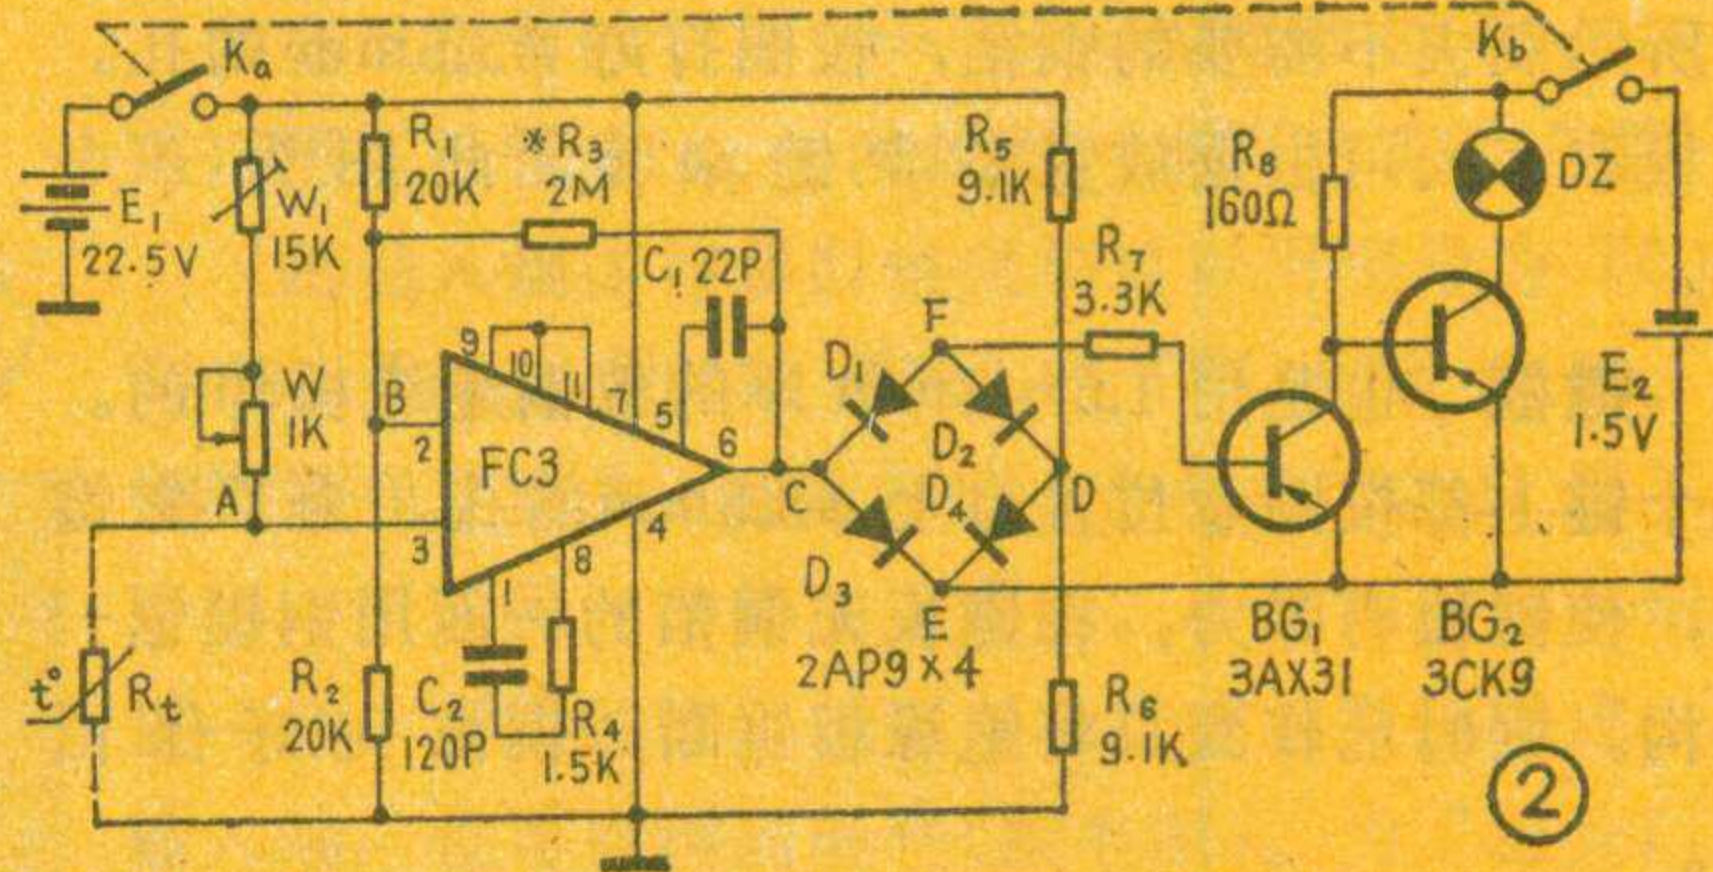 Ka
Kb
E₁
22.5V
W₁
15K
R₁
20K
*R₃
2M
C₁ 22P
R₅
9.1K
R₈
160Ω
DZ
R₇
3.3K
W
1K
A
B
2
3
9
10
11
7
5
6
4
8
1
FC3
C
D₁
D₂
D₃
D₄
F
D
E
2AP9×4
E₂
1.5V
BG₁
3AX31
BG₂
3CK9
t°
Rt
R₂
20K
C₂
120P
R₄
1.5K
R₆
9.1K
②